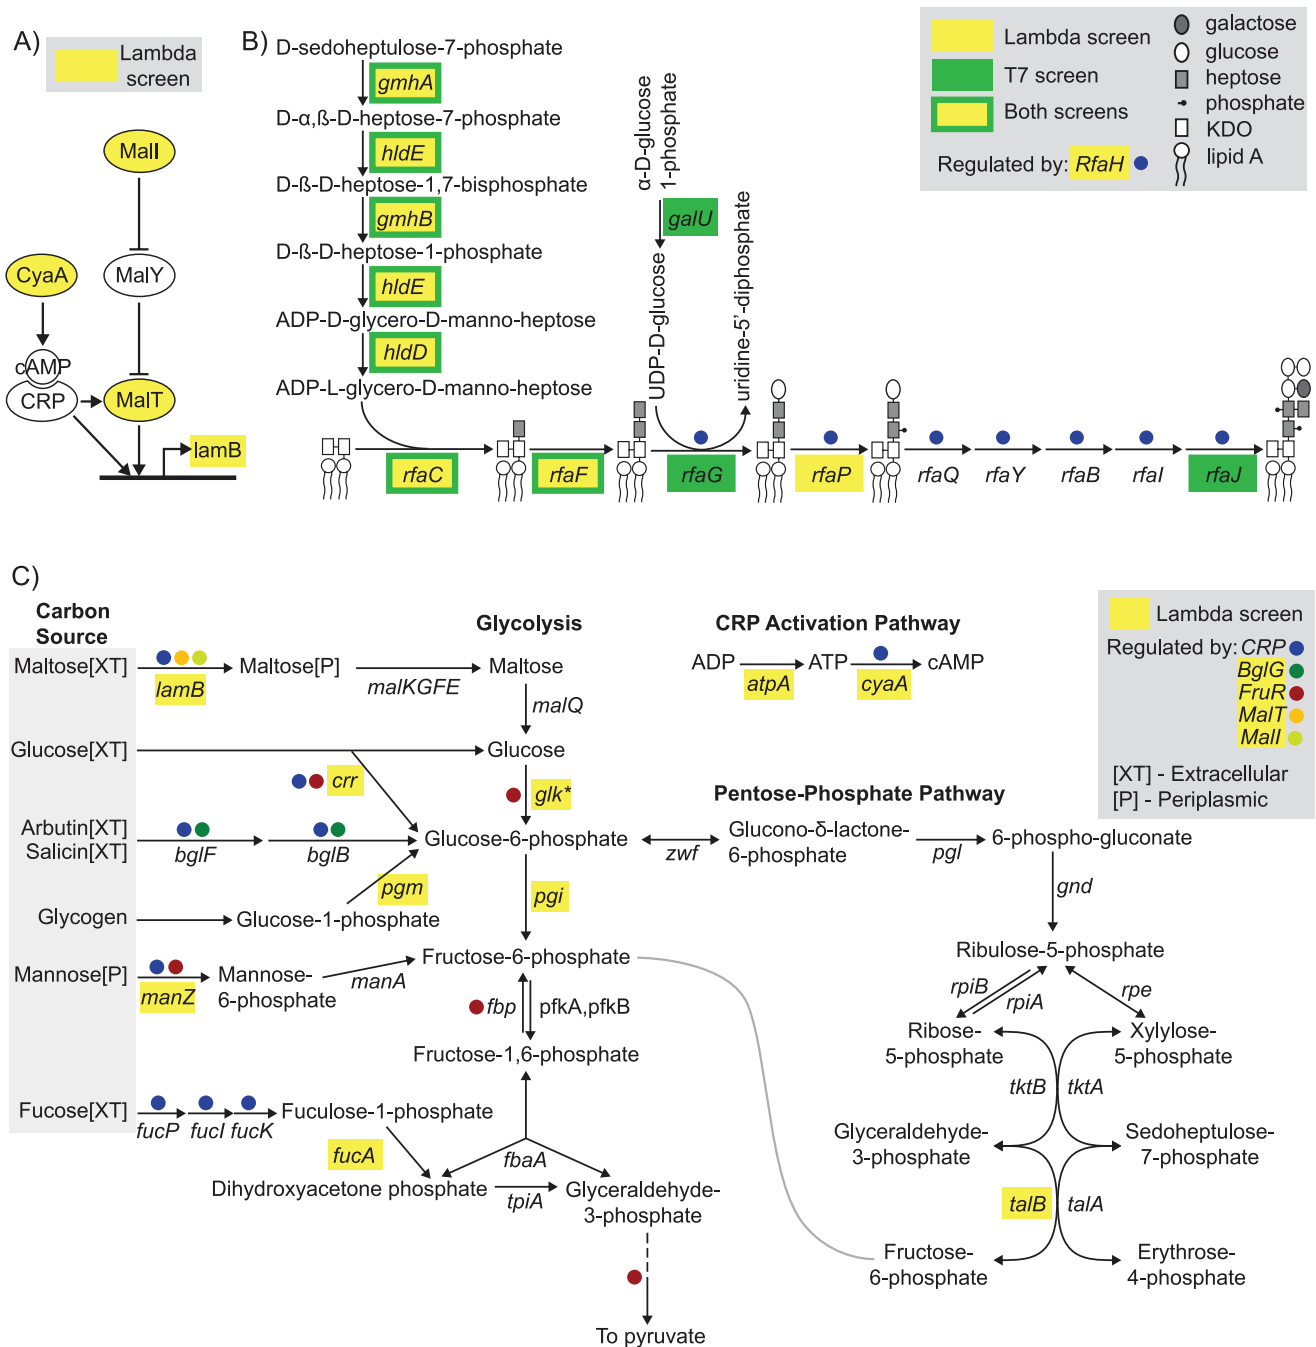 A)
Lambda
screen
MalI
CyaA
MalY
cAMP
CRP
MalT
lamB
B)
D-sedoheptulose-7-phosphate
gmhA
D-α,ß-D-heptose-7-phosphate
hldE
D-ß-D-heptose-1,7-bisphosphate
gmhB
D-ß-D-heptose-1-phosphate
hldE
ADP-D-glycero-D-manno-heptose
hldD
ADP-L-glycero-D-manno-heptose
α-D-glucose
1-phosphate
galU
UDP-D-glucose
uridine-5'-diphosphate
rfaC
rfaF
rfaG
rfaP
rfaQ
rfaY
rfaB
rfaI
rfaJ
Lambda screen
T7 screen
Both screens
Regulated by: RfaH
galactose
glucose
heptose
phosphate
KDO
lipid A
C)
Carbon
Source
Glycolysis
CRP Activation Pathway
Maltose[XT]
lamB
Maltose[P]
malKGFE
Maltose
malQ
ADP
atpA
ATP
cyaA
cAMP
Glucose[XT]
Glucose
crr
glk*
Arbutin[XT]
Salicin[XT]
bglF
bglB
Glucose-6-phosphate
Pentose-Phosphate Pathway
zwf
Glucono-δ-lactone-
6-phosphate
pgl
6-phospho-gluconate
gnd
pgm
pgi
Glycogen
Glucose-1-phosphate
Mannose[P]
manZ
Mannose-
6-phosphate
manA
Fructose-6-phosphate
fbp
pfkA,pfkB
Fructose-1,6-phosphate
Ribulose-5-phosphate
rpiB
rpiA
rpe
Ribose-
5-phosphate
Xylylose-
5-phosphate
tktB
tktA
Fucose[XT]
fucP
fucI
fucK
Fuculose-1-phosphate
fucA
fbaA
Dihydroxyacetone phosphate
tpiA
Glyceraldehyde-
3-phosphate
To pyruvate
Glyceraldehyde-
3-phosphate
Sedoheptulose-
7-phosphate
talB
talA
Fructose-
6-phosphate
Erythrose-
4-phosphate
Lambda screen
Regulated by: CRP
BglG
FruR
MalT
MalI
[XT] - Extracellular
[P] - Periplasmic